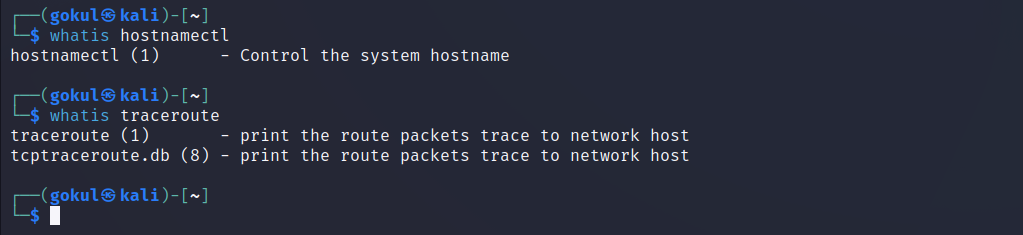 ┌──(gokul㉿kali)-[~]
└─$ whatis hostnamectl
hostnamectl (1)      - Control the system hostname
┌──(gokul㉿kali)-[~]
└─$ whatis traceroute
traceroute (1)       - print the route packets trace to network host
tcptraceroute.db (8) - print the route packets trace to network host
┌──(gokul㉿kali)-[~]
└─$